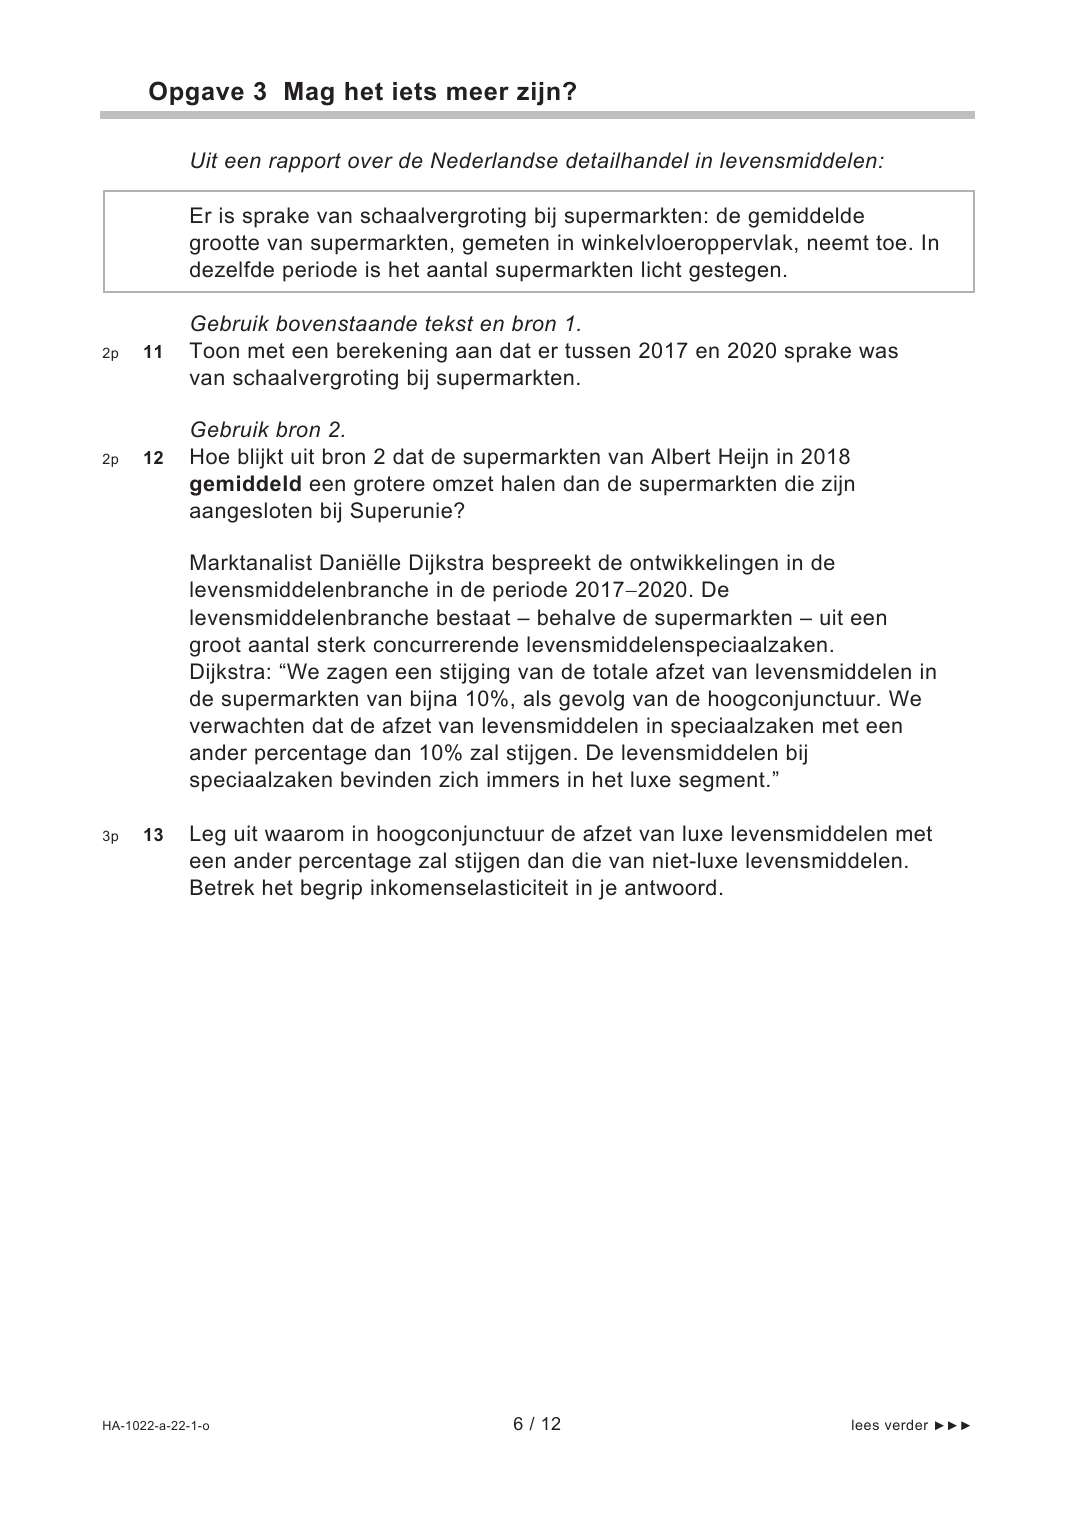 Opgave 3 Mag het iets meer zijn?
Uit een rapport over de Nederlandse detailhandel in levensmiddelen:
Er is sprake van schaalvergroting bij supermarkten: de gemiddelde
grootte van supermarkten, gemeten in winkelvloeroppervlak, neemt toe. In
dezelfde periode is het aantal supermarkten licht gestegen.
Gebruik bovenstaande tekst en bron 1.
2p 11 Toon met een berekening aan dat er tussen 2017 en 2020 sprake was
van schaalvergroting bij supermarkten.
Gebruik bron 2.
2p 12 Hoe blijkt uit bron 2 dat de supermarkten van Albert Heijn in 2018
gemiddeld een grotere omzet halen dan de supermarkten die zijn
aangesloten bij Superunie?
Marktanalist Daniëlle Dijkstra bespreekt de ontwikkelingen in de
levensmiddelenbranche in de periode 2017–2020. De
levensmiddelenbranche bestaat – behalve de supermarkten – uit een
groot aantal sterk concurrerende levensmiddelenspeciaalzaken.
Dijkstra: “We zagen een stijging van de totale afzet van levensmiddelen in
de supermarkten van bijna 10%, als gevolg van de hoogconjunctuur. We
verwachten dat de afzet van levensmiddelen in speciaalzaken met een
ander percentage dan 10% zal stijgen. De levensmiddelen bij
speciaalzaken bevinden zich immers in het luxe segment.”
3p 13 Leg uit waarom in hoogconjunctuur de afzet van luxe levensmiddelen met
een ander percentage zal stijgen dan die van niet-luxe levensmiddelen.
Betrek het begrip inkomenselasticiteit in je antwoord.
HA-1022-a-22-1-o 6 / 12 lees verder ►►►